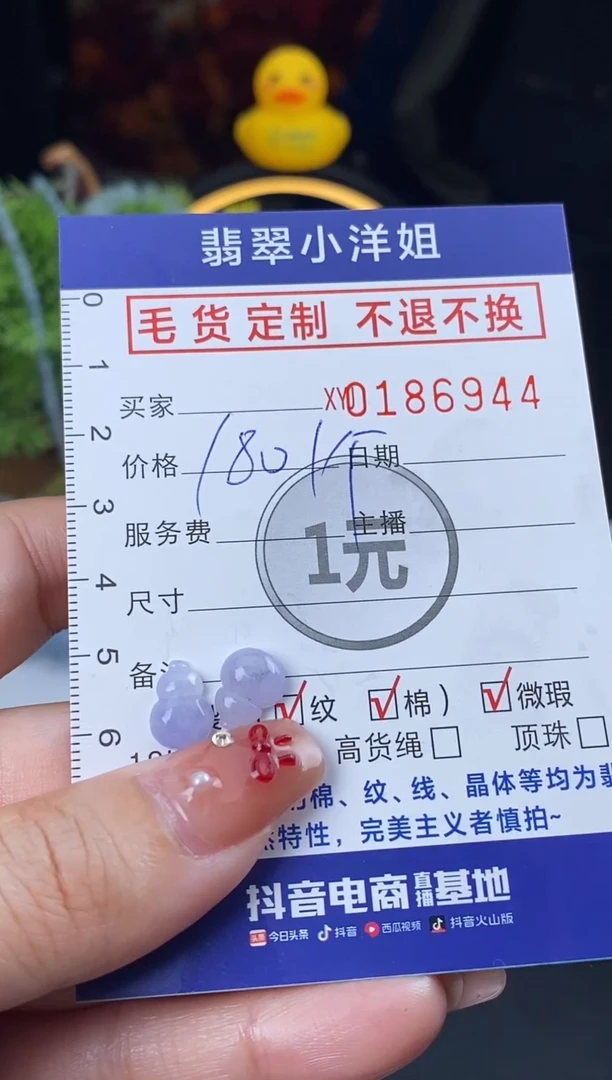 翡翠小洋姐
毛货定制 不退不换
买家 XY0186944
价格 180 日期
服务费 主播
1元
尺寸
备
纹 棉) 微瑕
高货绳 顶珠
棉、纹、线、晶体等均为翡
特性,完美主义者慎拍~
抖音电商直播基地
头条 今日头条 抖音 西瓜视频 抖音火山版
0
1
2
3
4
5
6